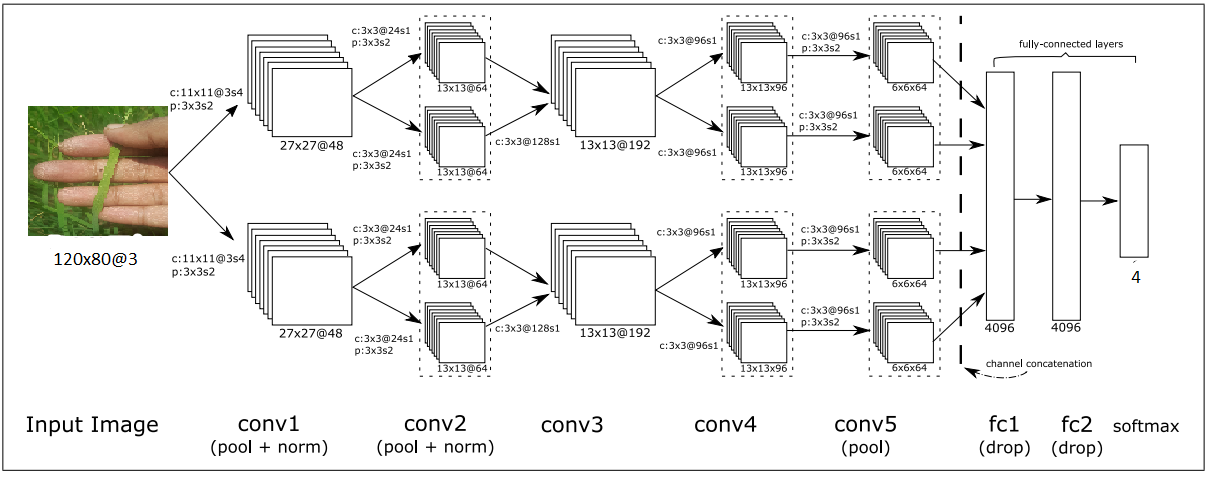 c:11x11@3s4
p:3x3s2
27x27@48
c:3x3@24s1
p:3x3s2
13x13@64
c:3x3@24s1
p:3x3s2
13x13@64
c:3x3@128s1
13x13@192
c:3x3@96s1
13x13x96
c:3x3@96s1
13x13x96
c:3x3@96s1
p:3x3s2
6x6x64
c:3x3@96s1
p:3x3s2
6x6x64
120x80@3
c:11x11@3s4
p:3x3s2
27x27@48
c:3x3@24s1
p:3x3s2
13x13@64
c:3x3@24s1
p:3x3s2
13x13@64
c:3x3@128s1
13x13@192
c:3x3@96s1
13x13x96
c:3x3@96s1
13x13x96
c:3x3@96s1
p:3x3s2
6x6x64
c:3x3@96s1
p:3x3s2
6x6x64
fully-connected layers
4096
4096
4
channel concatenation
Input Image
conv1
(pool + norm)
conv2
(pool + norm)
conv3
conv4
conv5
(pool)
fc1
(drop)
fc2
(drop)
softmax